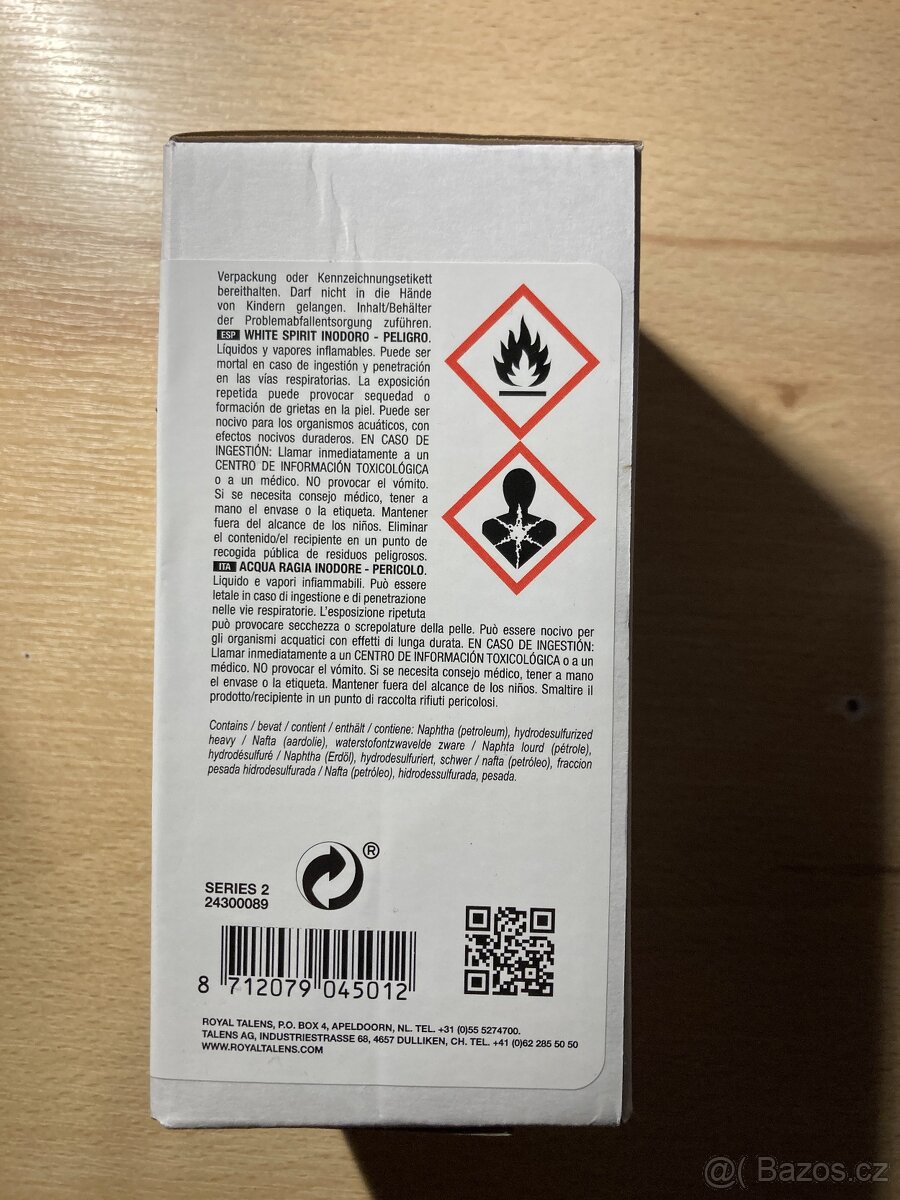 Verpackung oder Kennzeichnungsetikett
bereithalten. Darf nicht in die Hände
von Kindern gelangen. Inhalt/Behälter
der Problemabfallentsorgung zuführen.
ESP WHITE SPIRIT INODORO - PELIGRO.
Líquidos y vapores inflamables. Puede ser
mortal en caso de ingestión y penetración
en las vías respiratorias. La exposición
repetida puede provocar sequedad o
formación de grietas en la piel. Puede ser
nocivo para los organismos acuáticos, con
efectos nocivos duraderos. EN CASO DE
INGESTIÓN: Llamar inmediatamente a un
CENTRO DE INFORMACIÓN TOXICOLÓGICA
o a un médico. NO provocar el vómito.
Si se necesita consejo médico, tener a
mano el envase o la etiqueta. Mantener
fuera del alcance de los niños. Eliminar
el contenido/el recipiente en un punto de
recogida pública de residuos peligrosos.
ITA ACQUA RAGIA INODORE - PERICOLO.
Liquido e vapori infiammabili. Può essere
letale in caso di ingestione e di penetrazione
nelle vie respiratorie. L'esposizione ripetuta
può provocare secchezza o screpolature della pelle. Può essere nocivo per
gli organismi acquatici con effetti di lunga durata. EN CASO DE INGESTIÓN:
Llamar inmediatamente a un CENTRO DE INFORMACIÓN TOXICOLÓGICA o a un
médico. NO provocar el vómito. Si se necesita consejo médico, tener a mano
el envase o la etiqueta. Mantener fuera del alcance de los niños. Smaltire il
prodotto/recipiente in un punto di raccolta rifiuti pericolosi.
Contains / bevat / contient / enthält / contiene: Naphtha (petroleum), hydrodesulfurized
heavy / Nafta (aardolie), waterstofontzwavelde zware / Naphta lourd (pétrole),
hydrodésulfuré / Naphtha (Erdöl), hydrodesulfuriert, schwer / nafta (petróleo), fraccion
pesada hidrodesulfurada / Nafta (petróleo), hidrodessulfurada, pesada.
®
SERIES 2
24300089
8 712079 045012
ROYAL TALENS, P.O. BOX 4, APELDOORN, NL. TEL. +31 (0)55 5274700.
TALENS AG, INDUSTRIESTRASSE 68, 4657 DULLIKEN, CH. TEL. +41 (0)62 285 50 50
WWW.ROYALTALENS.COM
@( Bazos.cz